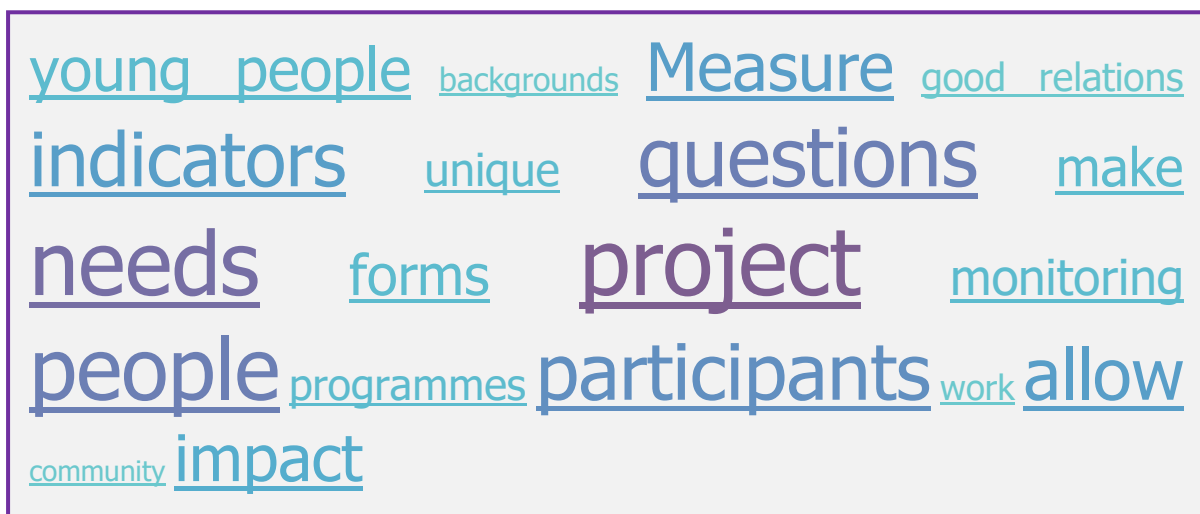 young people backgrounds Measure good relations
indicators unique questions make
needs forms project monitoring
people programmes participants work allow
community impact